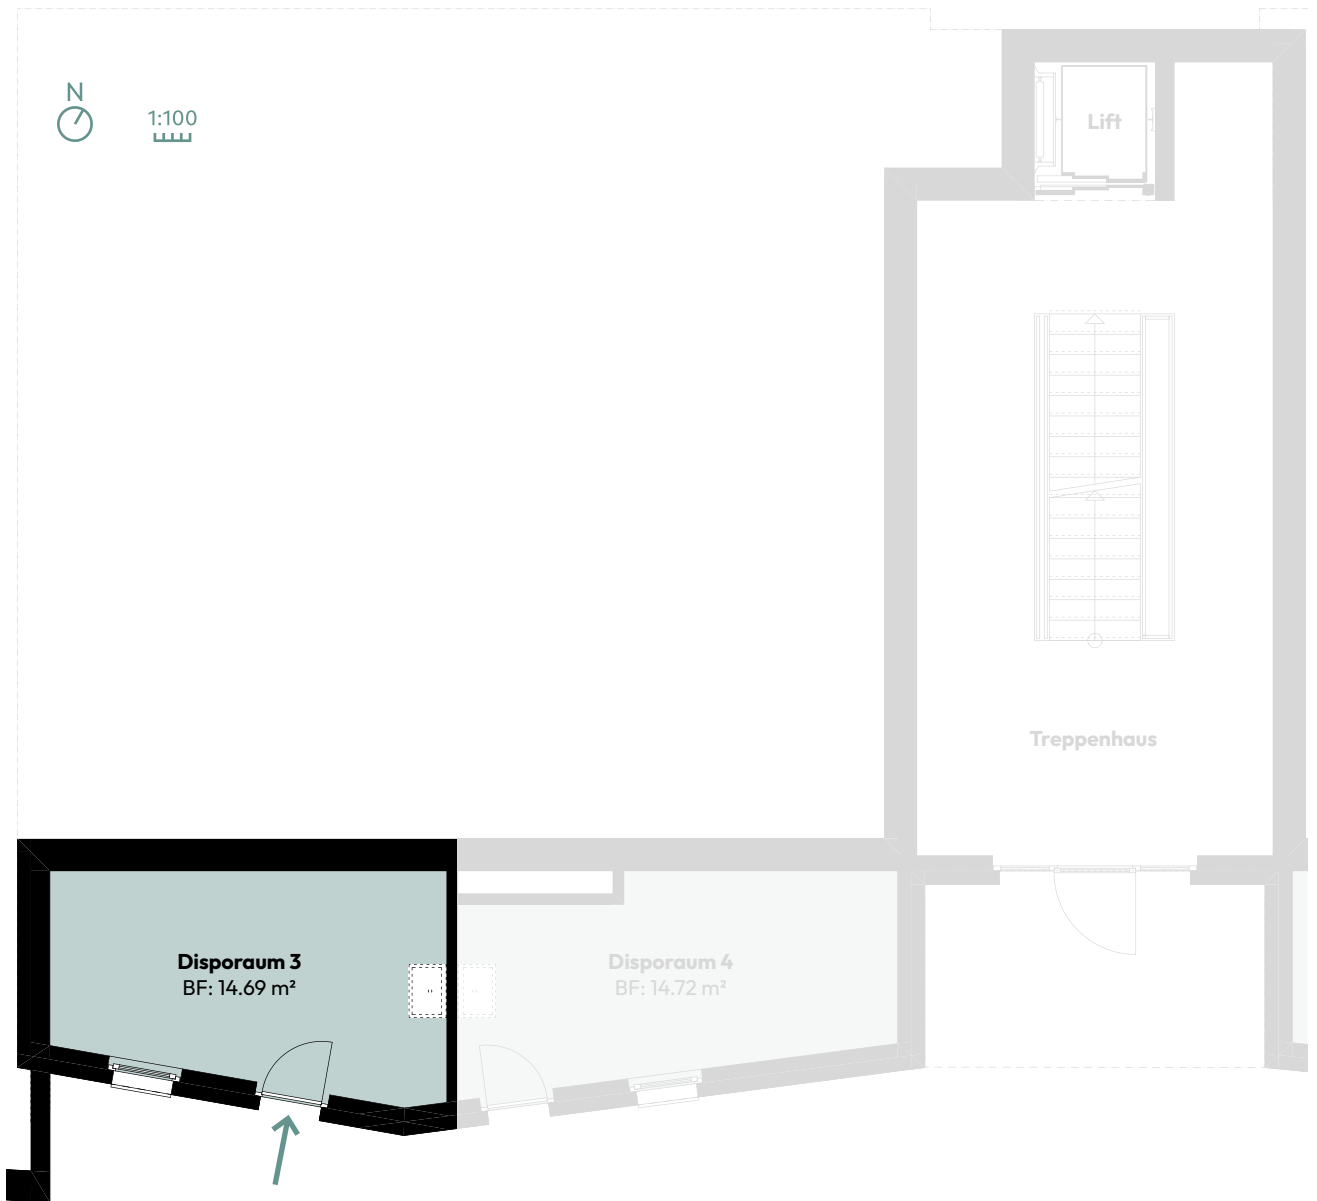 N
1:100
Lift
Treppenhaus
Disporaum 3
BF: 14.69 m²
Disporaum 4
BF: 14.72 m²